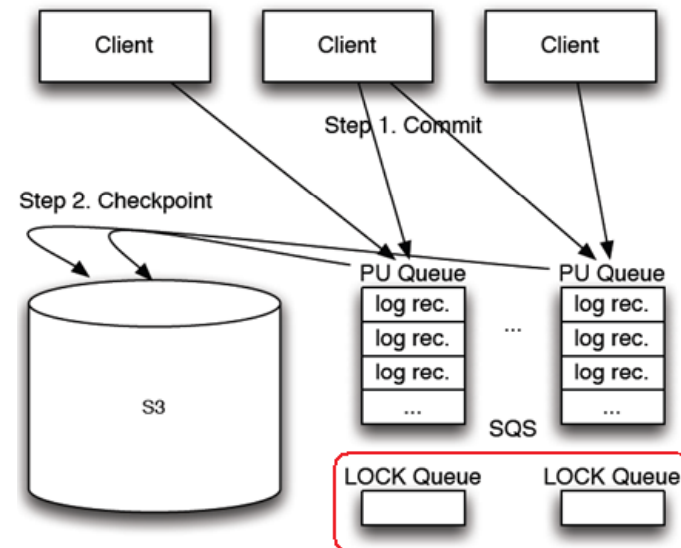 Client
Client
Client
Step 1. Commit
Step 2. Checkpoint
PU Queue
PU Queue
log rec.
log rec.
log rec.
...
...
log rec.
log rec.
log rec.
...
S3
SQS
LOCK Queue
LOCK Queue